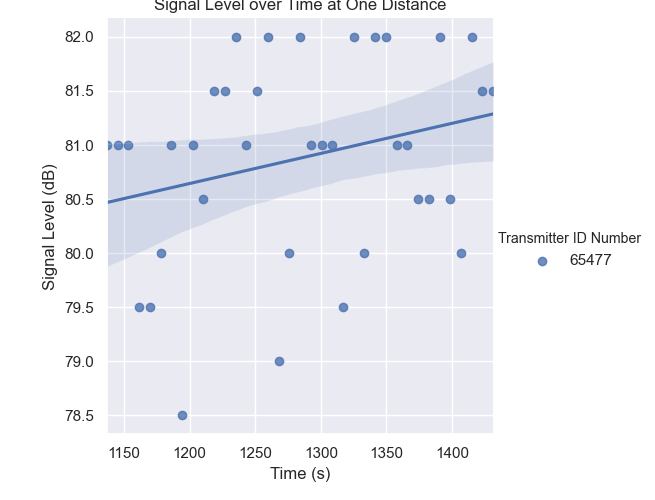 Signal Level over Time at One Distance
82.0
81.5
81.0
80.5
80.0
79.5
79.0
78.5
Signal Level (dB)
1150 1200 1250 1300 1350 1400
Time (s)
Transmitter ID Number
65477